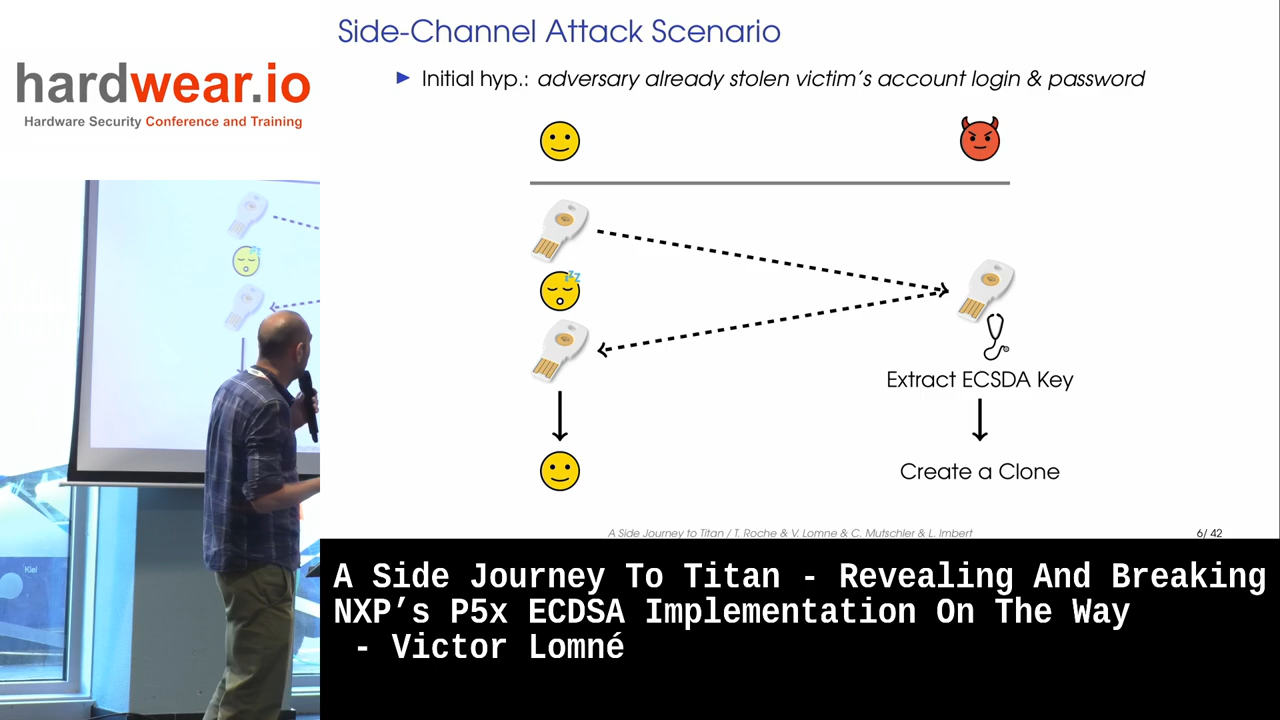 Side-Channel Attack Scenario
Initial hyp.: adversary already stolen victim's account login & password
hardwear.io
Hardware Security Conference and Training
Extract ECSDA Key
Create a Clone
A Side Journey to Titan / T. Roche & V. Lomne & C. Mutschler & L. Imbert
6/ 42
Kiel
A Side Journey To Titan - Revealing And Breaking
NXP’s P5x ECDSA Implementation On The Way
- Victor Lomné